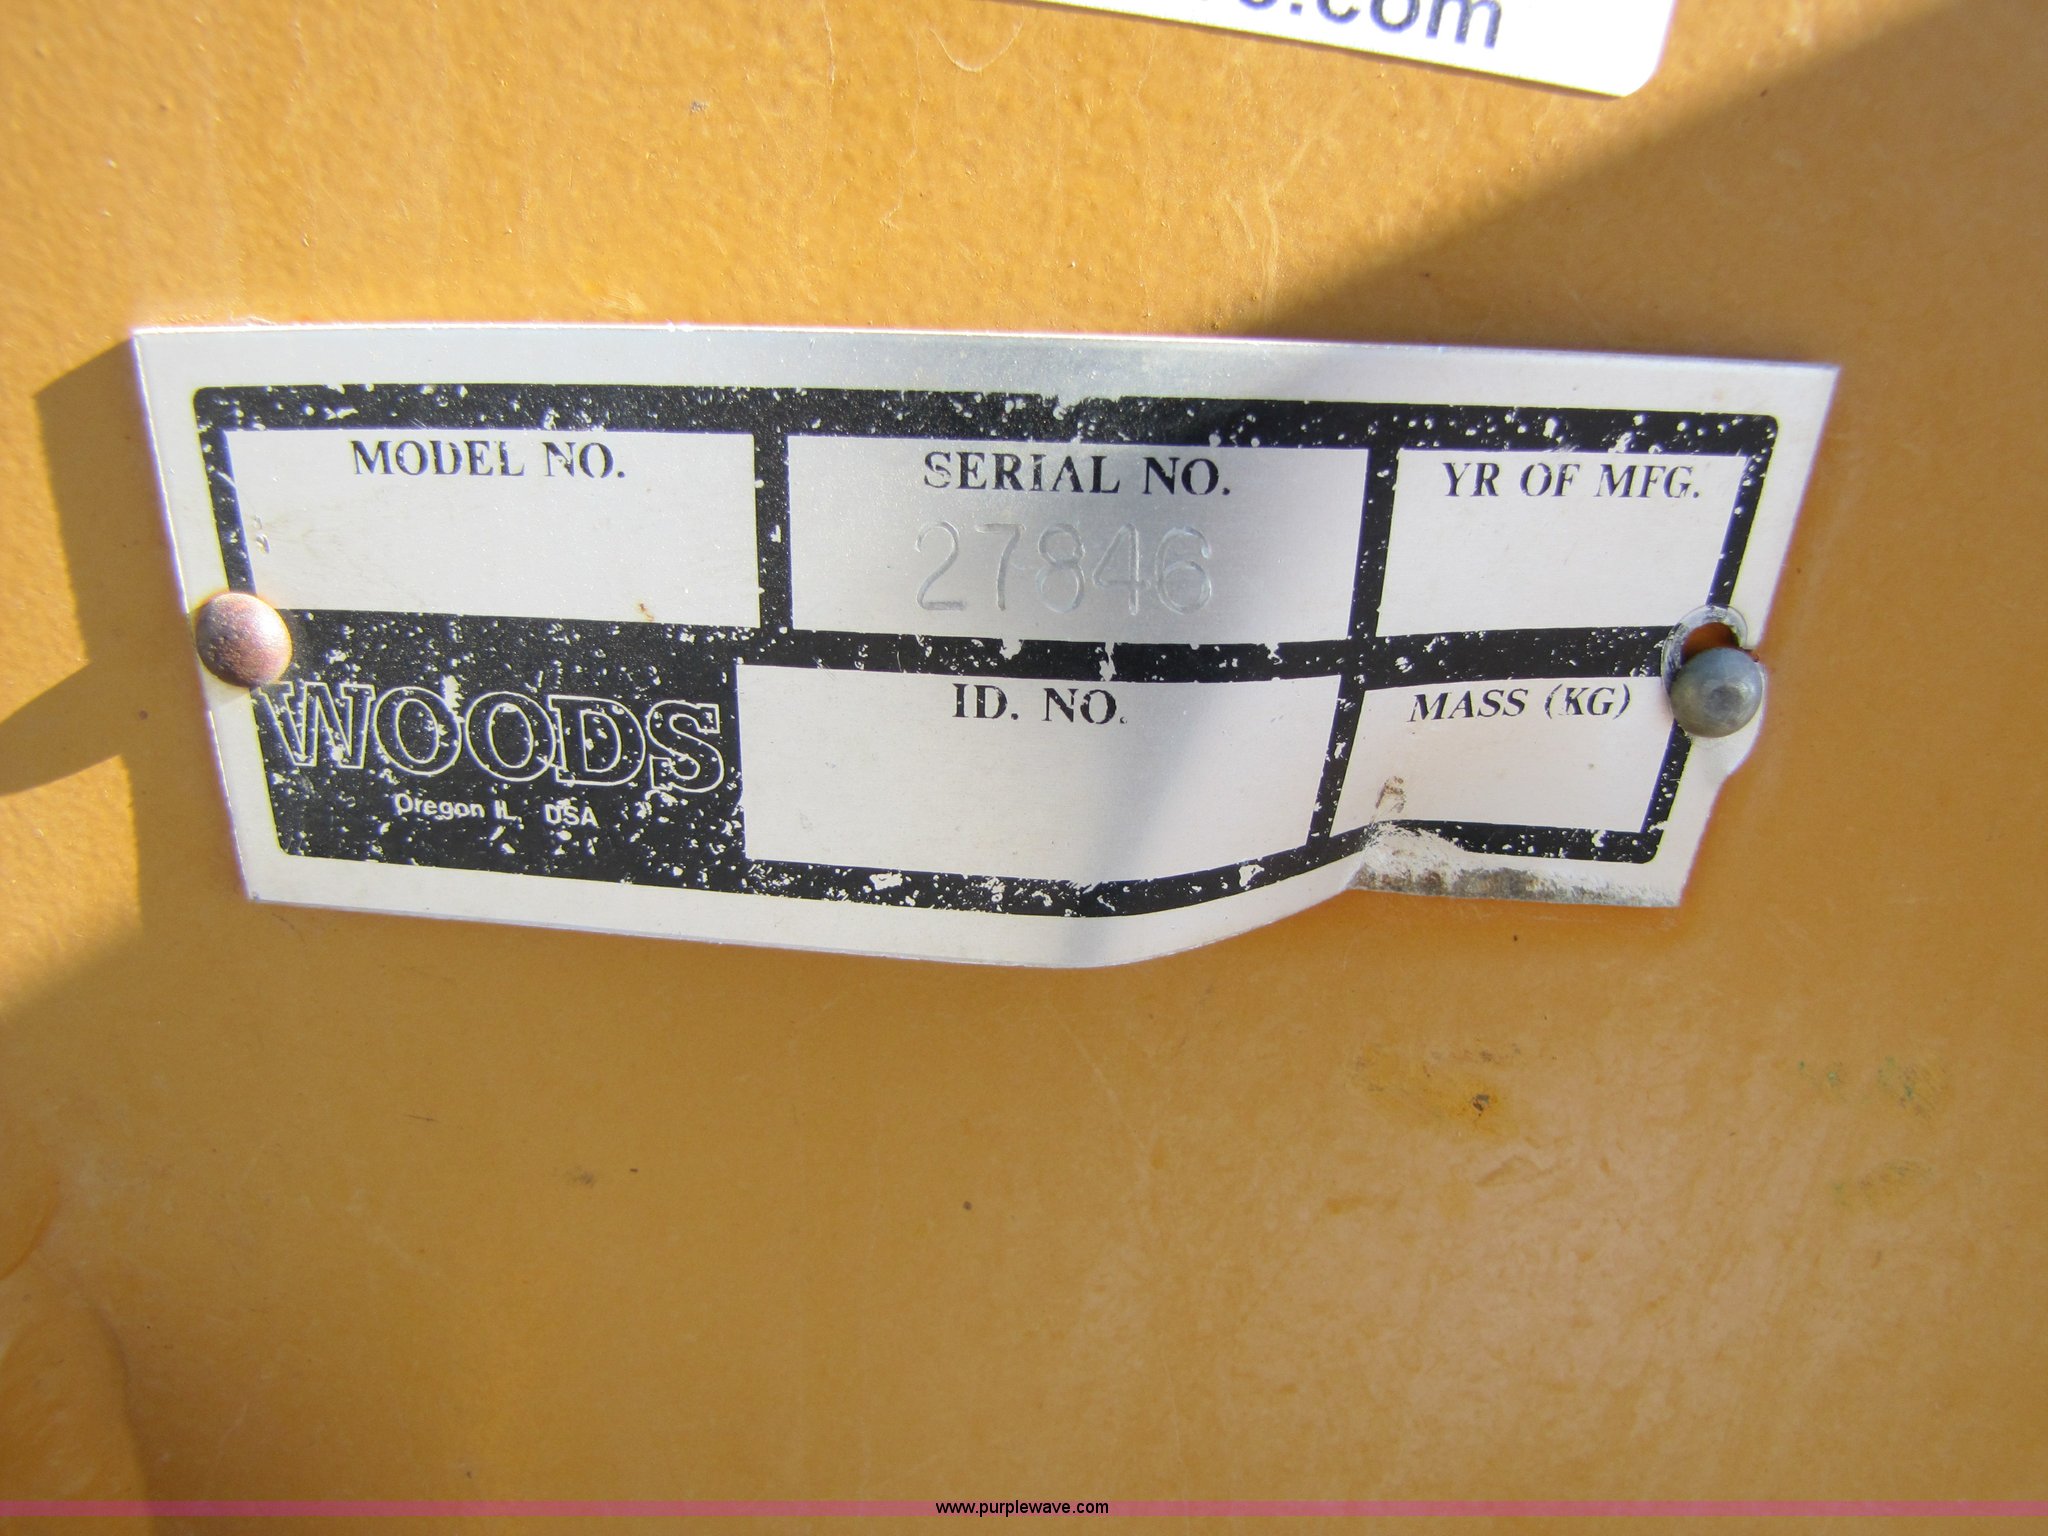 .com
MODEL NO.
SERIAL NO.
YR OF MFG.
27846
WOODS
Oregon IL, USA
ID. NO.
MASS (KG)
www.purplewave.com